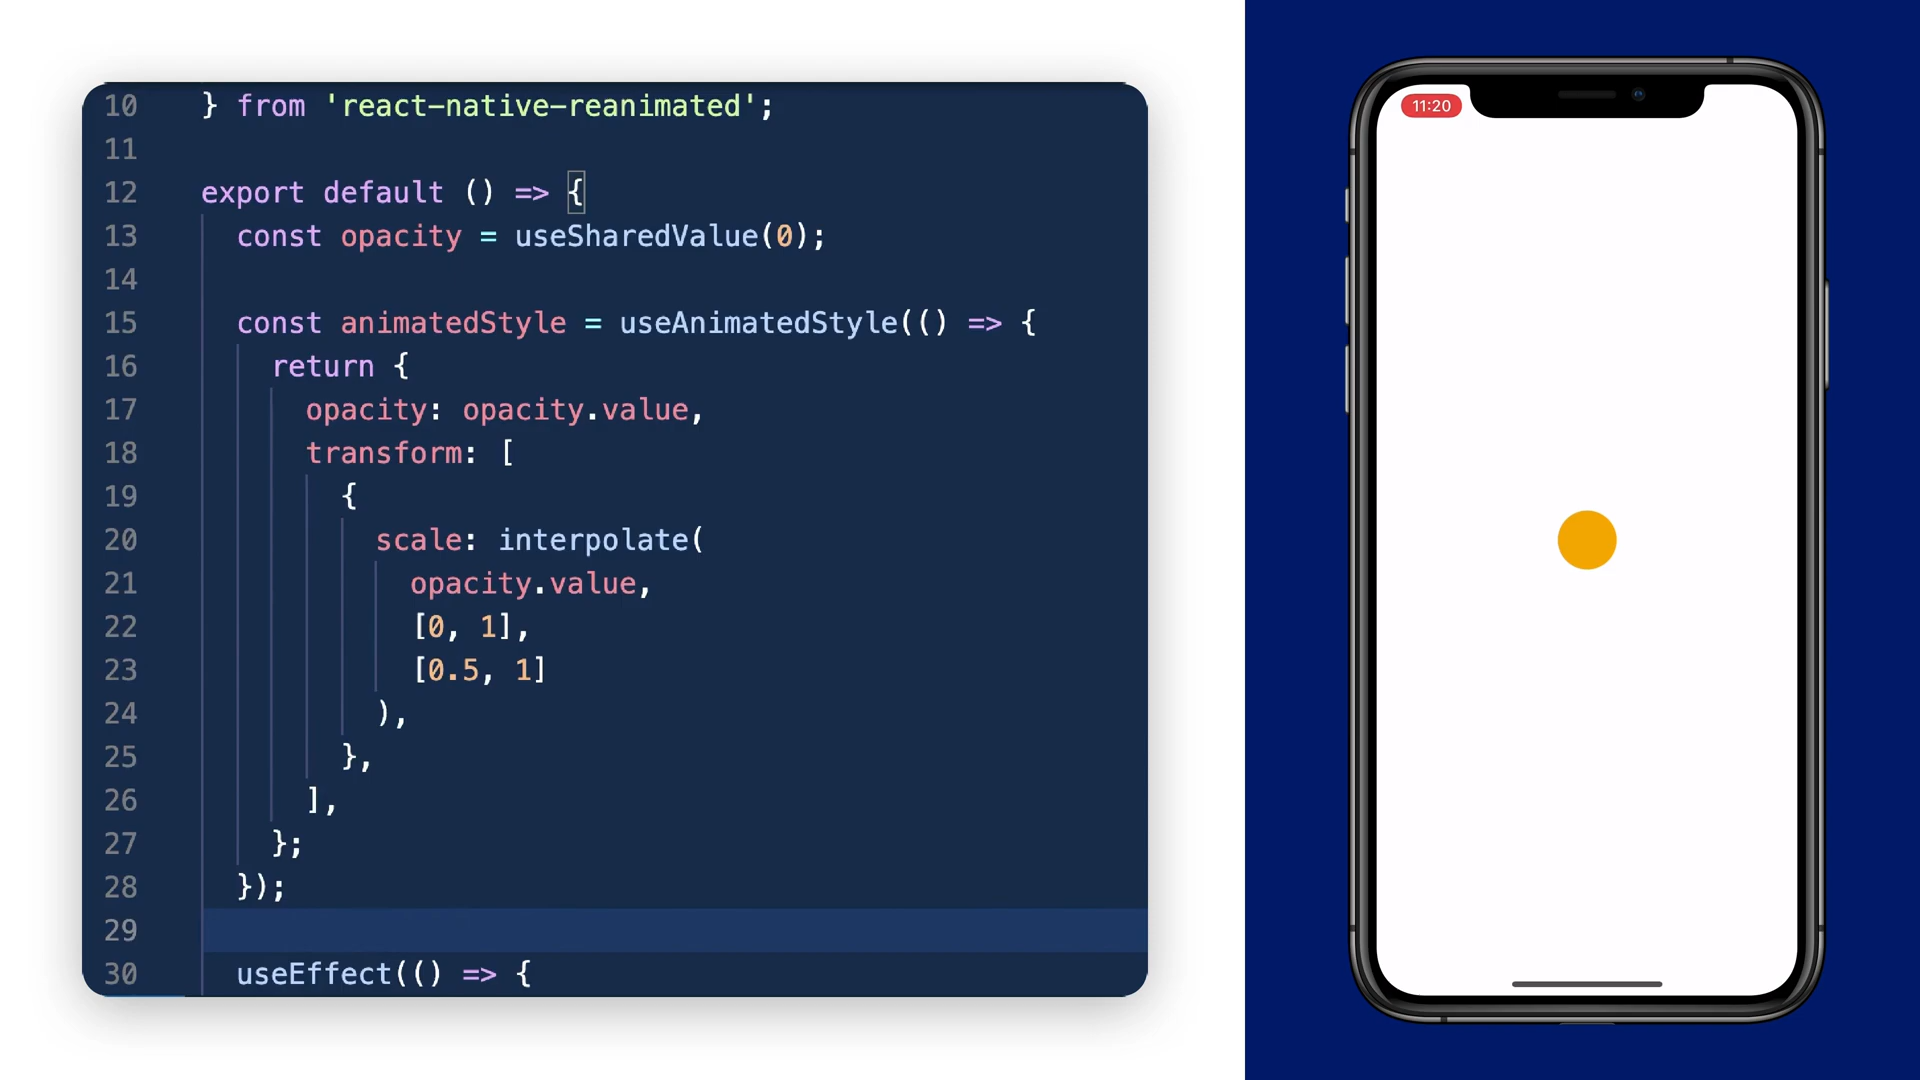 10 } from 'react-native-reanimated';
11
12 export default () => {
13 const opacity = useSharedValue(0);
14
15 const animatedStyle = useAnimatedStyle(() => {
16 return {
17 opacity: opacity.value,
18 transform: [
19 {
20 scale: interpolate(
21 opacity.value,
22 [0, 1],
23 [0.5, 1]
24 ),
25 },
26 ],
27 };
28 });
29
30 useEffect(() => {
11:20